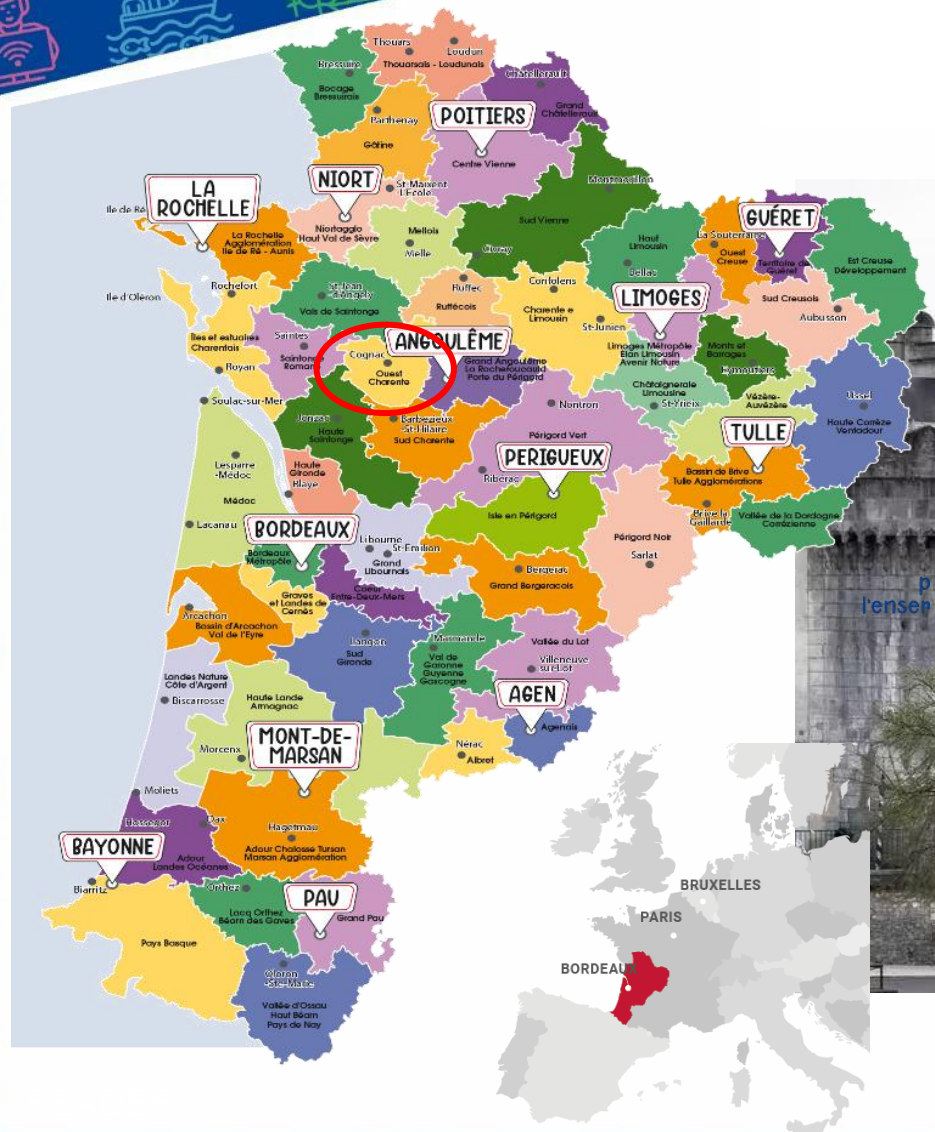 Thouars
Loudun
Thouarsais - Loudunais
Bressuire
Bocage
Bressuirais
Châtellerault
Grand
Châtelleraux
Parthenay
Gâtine
POITIERS
Centre Vienne
NIORT
St-Maixent
L'Ecole
Montmorillon
LA
ROCHELLE
Ile de Ré
Niortagglo
Haut Val de Sèvre
Mellois
Melle
Sud Vienne
Civray
La Rochelle
Agglomération
Ile de Ré - Aunis
GUÉRET
La Souterraine
Ouest
Creuse
Territoire de
Guéret
Est Creuse
Développement
Haut
Limousin
Bellac
Rochefort
Ile d'Oléron
St-Jean
d'Angely
Vals de Saintonge
Ruffec
Ruffécois
Confolens
Charente e
Limousin
St-Junien
LIMOGES
Limoges Métropole
Elan Limousin
Avenir Nature
Sud Creusois
Aubusson
Iles et estuaires
Charentais
Royan
Saintes
Saintonge
Romane
Cognac
Ouest
Charente
ANGOULÊME
Grand Angoulême
La Rochefoucauld
Porte du Périgord
Monts et
Barrages
Eymoutiers
Châtaigneraie
Limousine
St-Yrieix
Vézère-
Auvézère
Ussel
Haute Corrèze
Ventadour
Soulac-sur-Mer
Jonzac
Haute
Saintonge
Barbezieux
St-Hilaire
Sud Charente
Nontron
Périgord Vert
TULLE
Bassin de Brive
Tulle Agglomérations
Brive la
Gaillarde
Vallée de la Dordogne
Corrézienne
Lesparre
-Médoc
Médoc
Lacanau
Haute
Gironde
Blaye
PERIGUEUX
Ribérac
Isle en Périgord
Périgord Noir
Sarlat
BORDEAUX
Bordeaux
Métropole
Libourne
St-Emilion
Grand
Libournais
Bergerac
Grand Bergeracois
Coeur
Entre-Deux-Mers
Graves
et Landes de
Cernès
Arcachon
Bassin d'Arcachon
Val de l'Eyre
p
l'enser
Langon
Sud
Gironde
Marmande
Val de
Garonne
Guyenne
Gascogne
Vallée du Lot
Villeneuve
sur-Lot
AGEN
Agenais
Landes Nature
Côte d'Argent
Biscarrosse
Haute Lande
Armagnac
Morcenx
MONT-DE-
MARSAN
Nérac
Albret
Moliets
Hossegor
Dax
Hagetmau
Adour Chalosse Tursan
Marsan Agglomération
BAYONNE
Adour
Landes Océanes
Biarritz
Orthez
Lacq Orthez
Béarn des Gaves
PAU
Grand Pau
Pays Basque
Oloron
-Ste-Marie
Vallée d'Ossau
Haut Béarn
Pays de Nay
BRUXELLES
PARIS
BORDEAUX